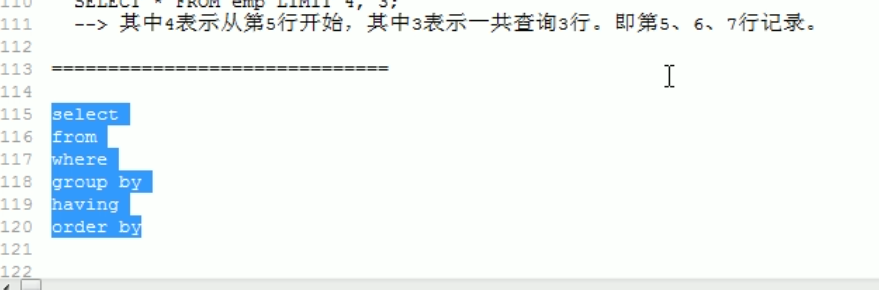 110 SELECT * FROM emp LIMIT 4, 3;
111 --> 其中4表示从第5行开始，其中3表示一共查询3行。即第5、6、7行记录。
112
113 ==============================
114
115 select
116 from
117 where
118 group by
119 having
120 order by
121
122